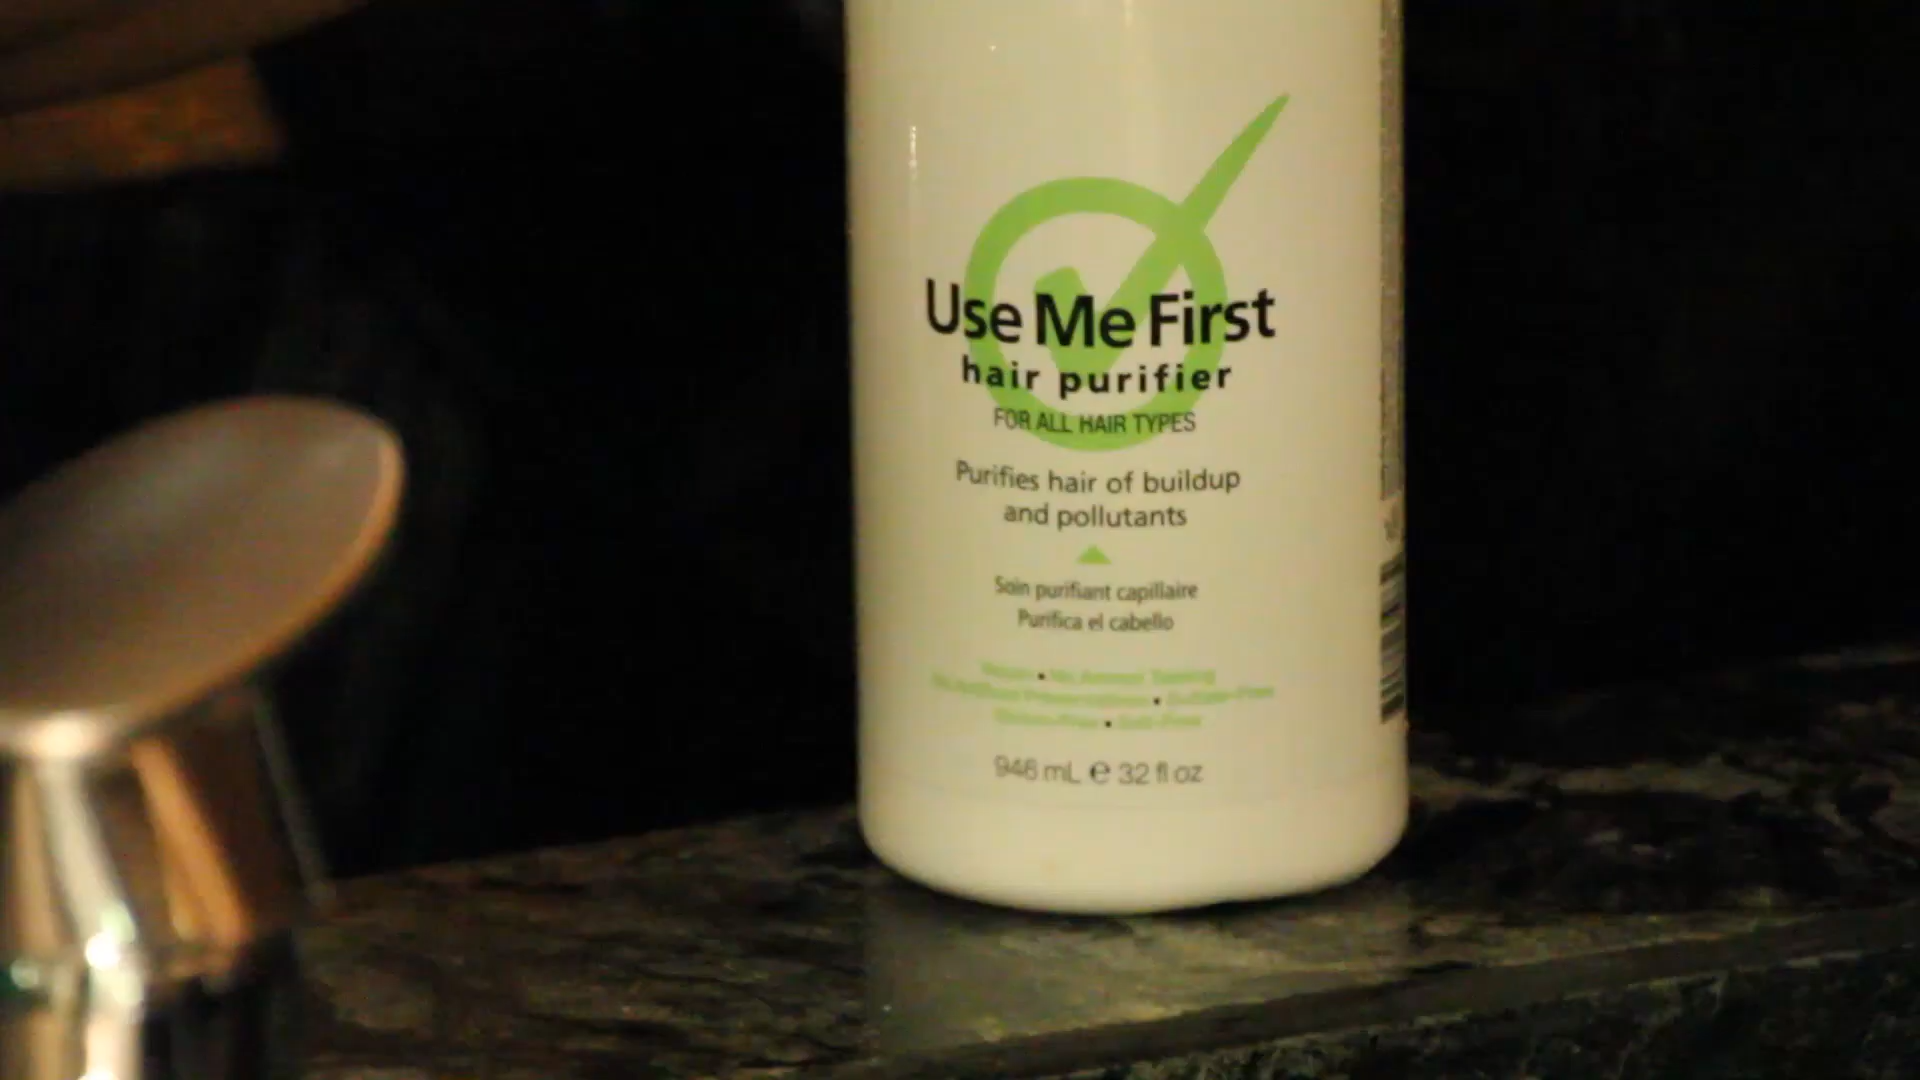 Use Me First
hair purifier
FOR ALL HAIR TYPES
Purifies hair of buildup
and pollutants
Soin purifiant capillaire
Purifica el cabello
946 mL e 32 fl oz